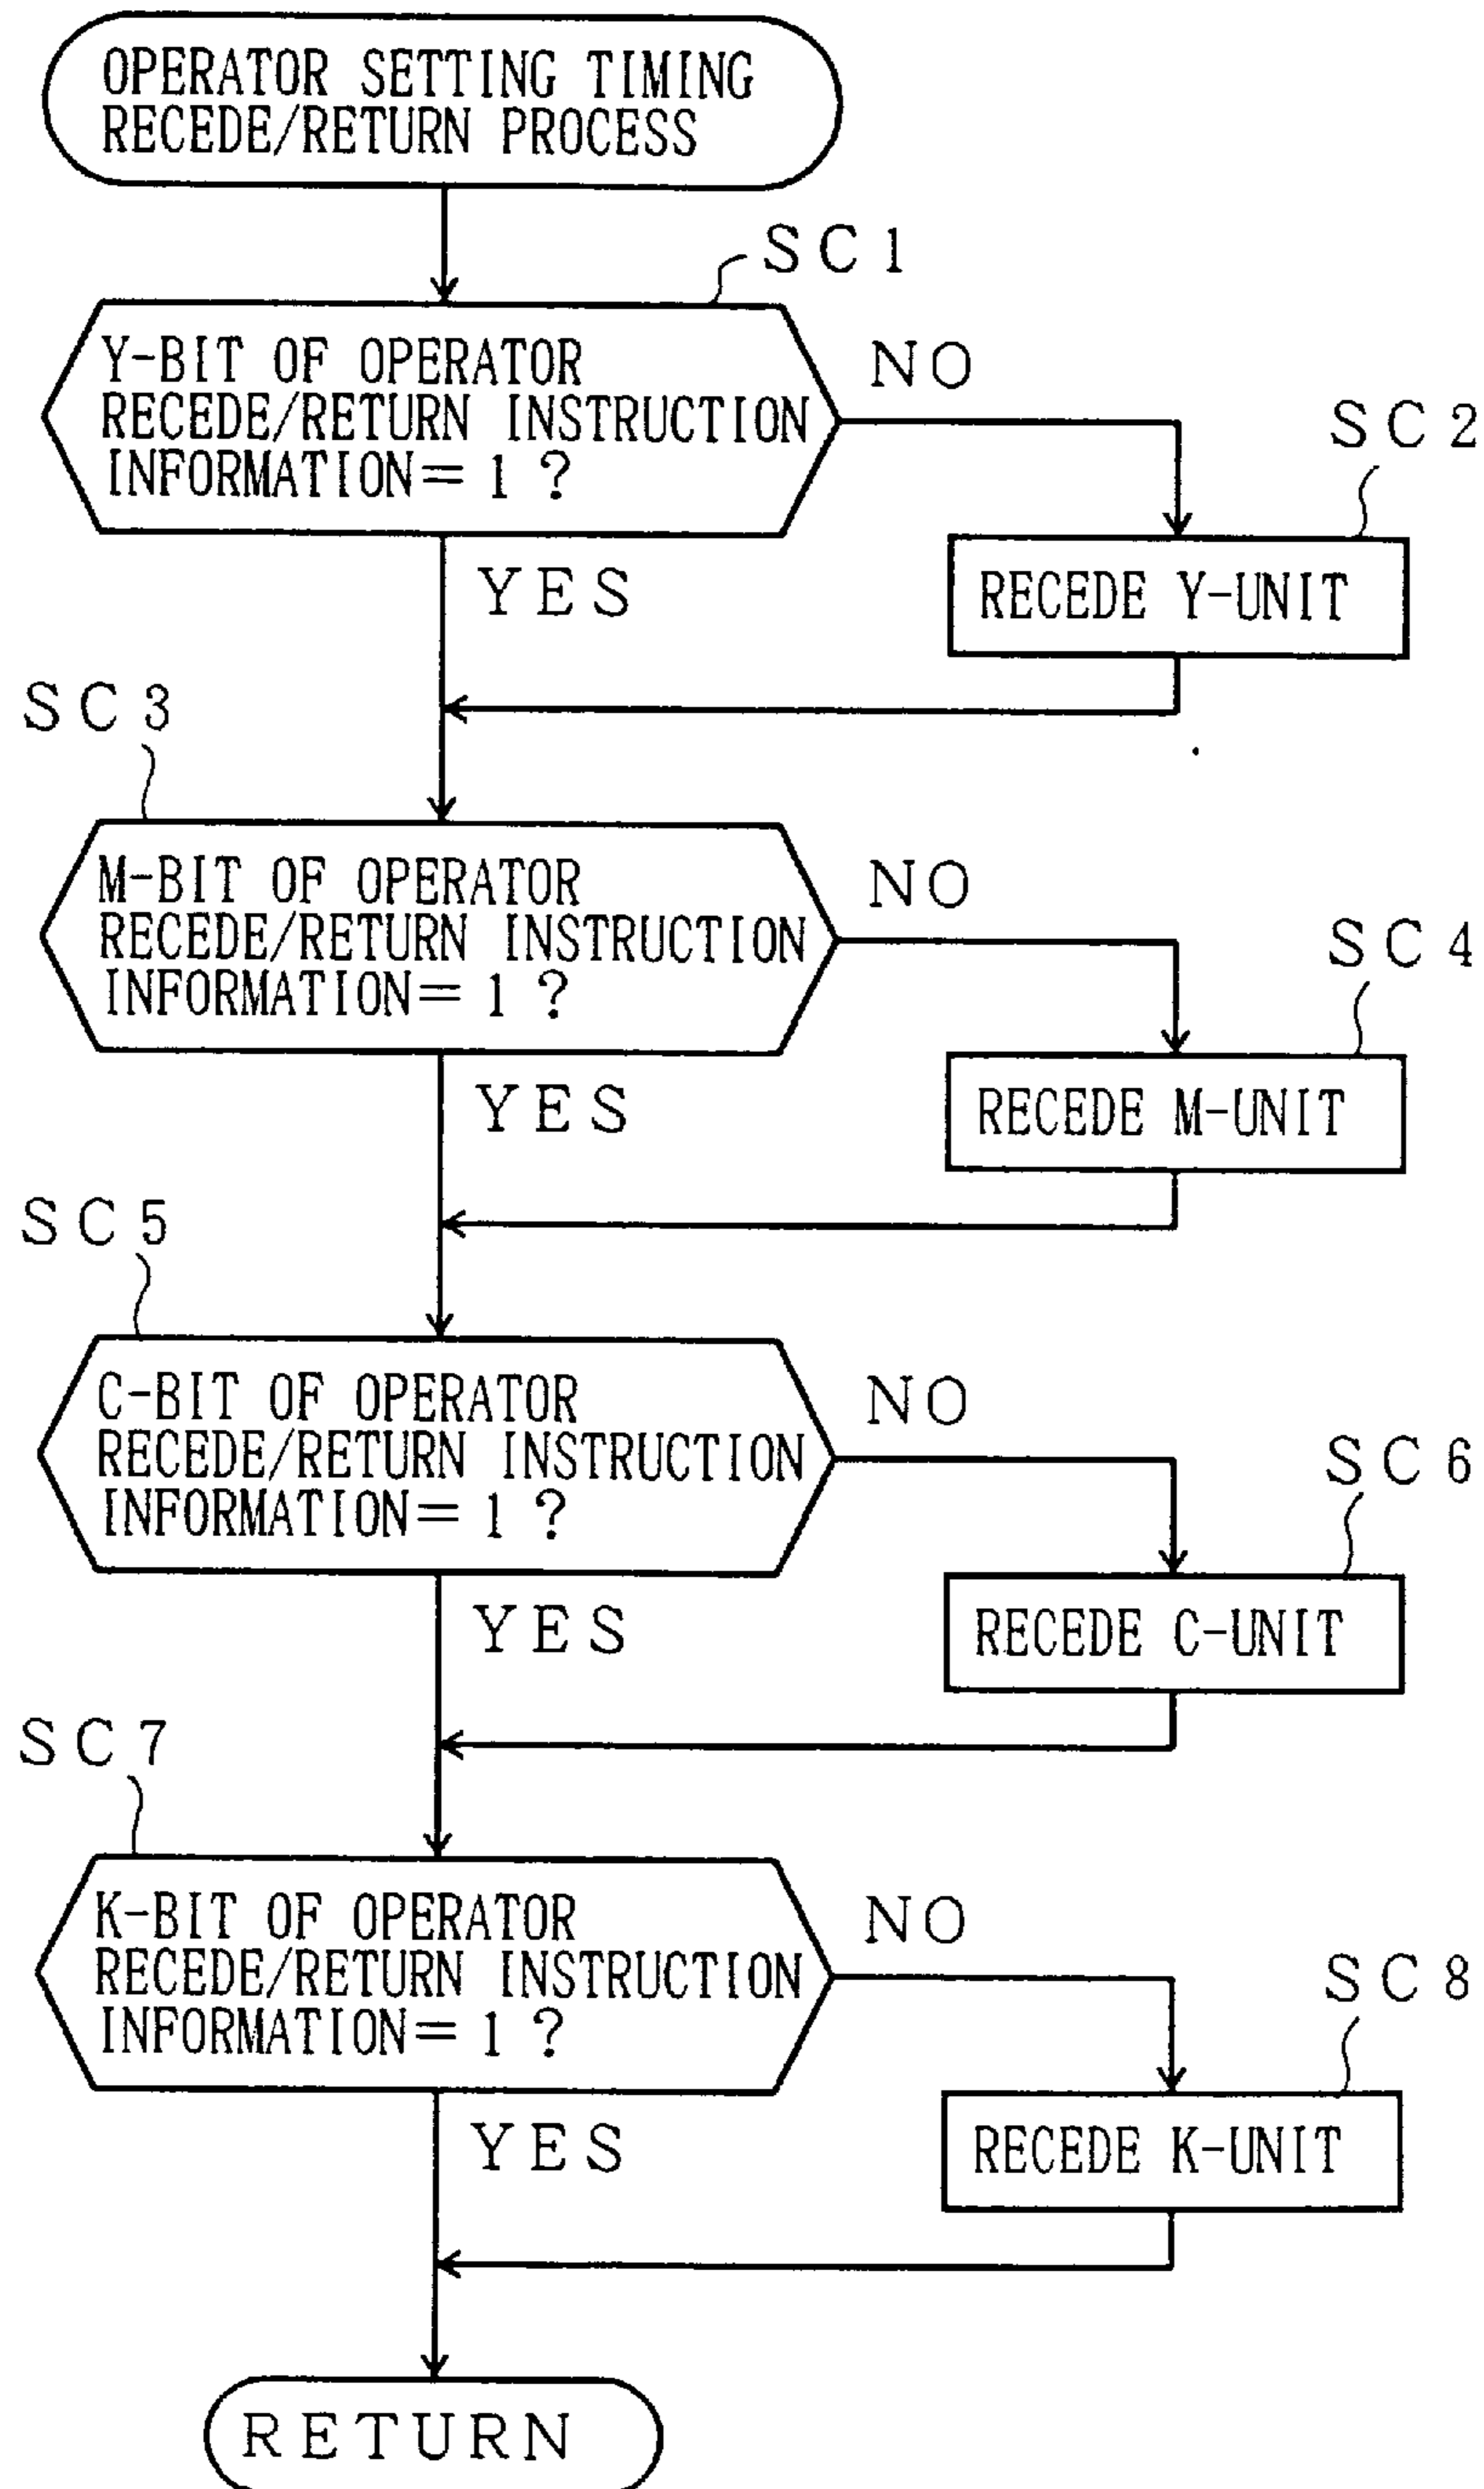 OPERATOR SETTING TIMING
RECEDE/RETURN PROCESS
SC1
Y-BIT OF OPERATOR
RECEDE/RETURN INSTRUCTION
INFORMATION=1?
NO
SC2
YES
RECEDE Y-UNIT
SC3
M-BIT OF OPERATOR
RECEDE/RETURN INSTRUCTION
INFORMATION=1?
NO
SC4
YES
RECEDE M-UNIT
SC5
C-BIT OF OPERATOR
RECEDE/RETURN INSTRUCTION
INFORMATION=1?
NO
SC6
YES
RECEDE C-UNIT
SC7
K-BIT OF OPERATOR
RECEDE/RETURN INSTRUCTION
INFORMATION=1?
NO
SC8
YES
RECEDE K-UNIT
RETURN